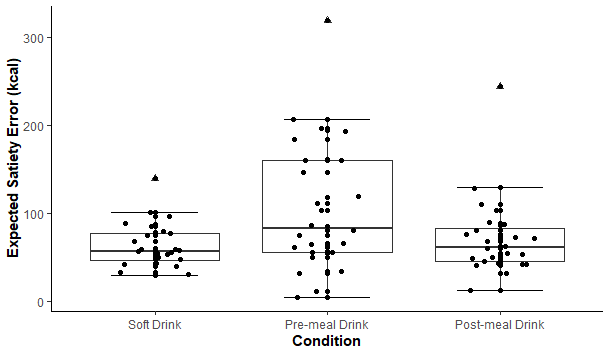 Expected Satiety Error (kcal)
300
200
100
0
Soft Drink
Pre-meal Drink
Post-meal Drink
Condition